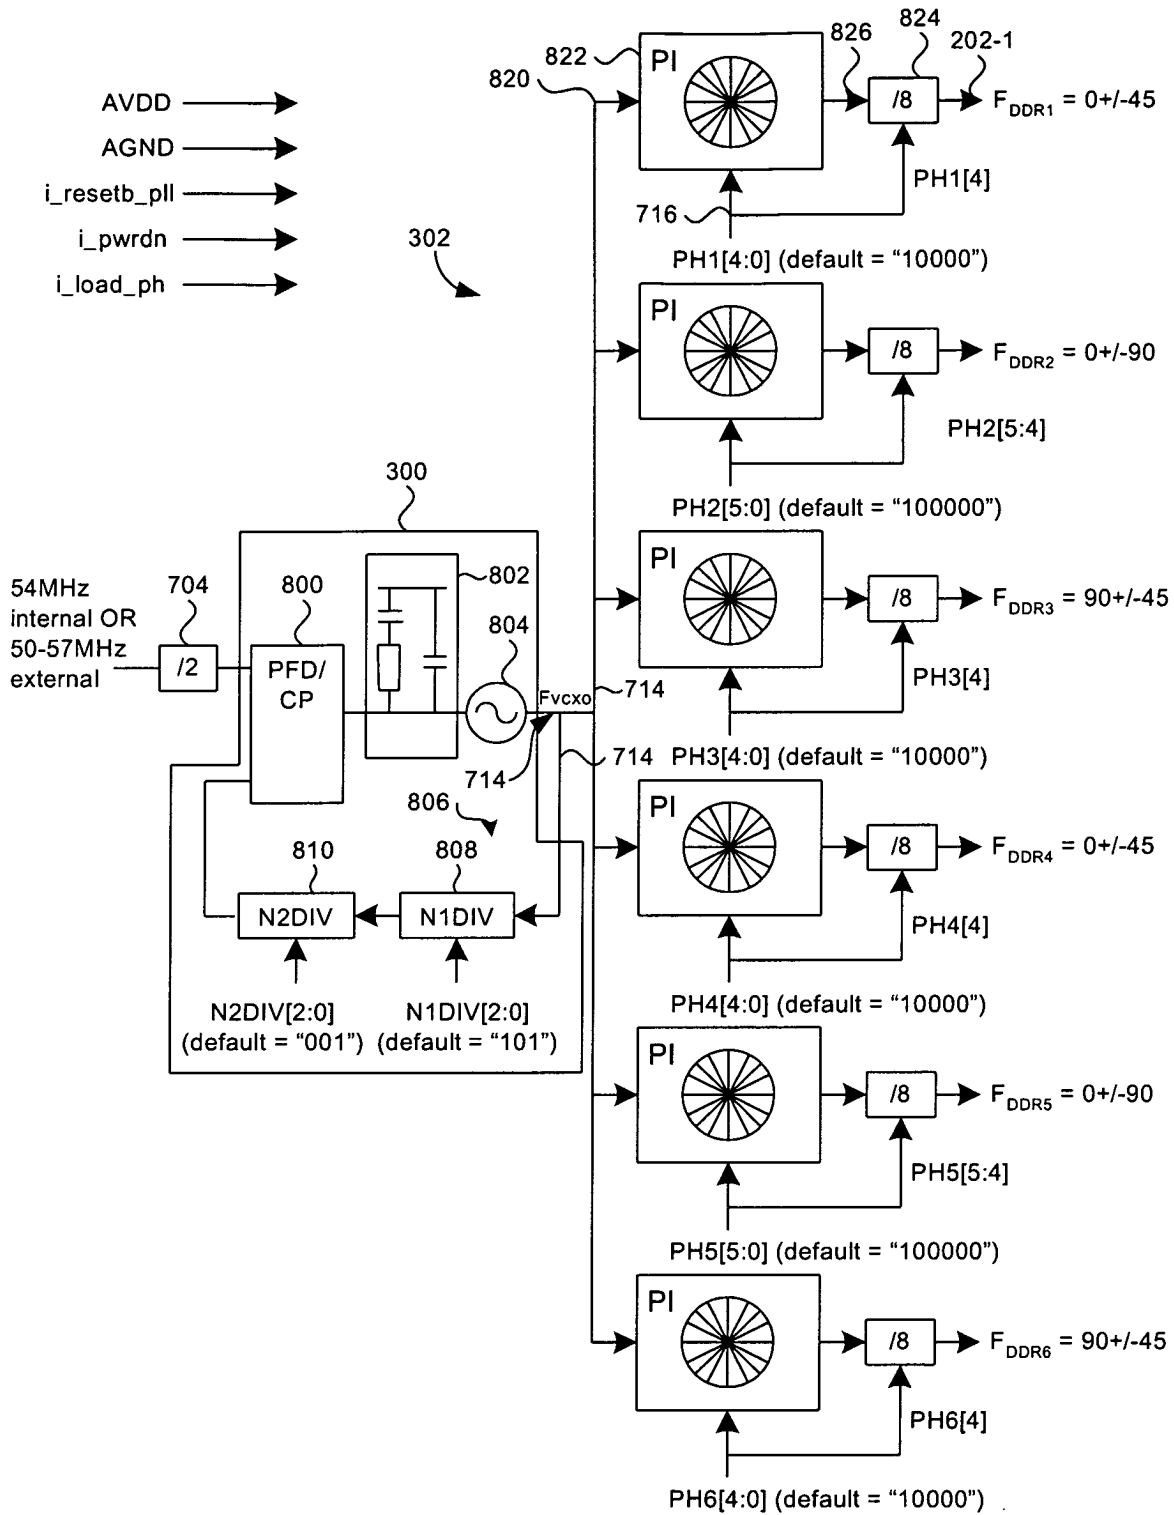 AVDD
AGND
i_resetb_pll
i_pwrdn
i_load_ph
302
820
822
PI
826
824
202-1
/8
F_DDR1 = 0+/-45
PH1[4]
716
PH1[4:0] (default = “10000”)
PI
/8
F_DDR2 = 0+/-90
PH2[5:4]
PH2[5:0] (default = “100000”)
PI
/8
F_DDR3 = 90+/-45
PH3[4]
PH3[4:0] (default = “10000”)
PI
/8
F_DDR4 = 0+/-45
PH4[4]
PH4[4:0] (default = “10000”)
PI
/8
F_DDR5 = 0+/-90
PH5[5:4]
PH5[5:0] (default = “100000”)
PI
/8
F_DDR6 = 90+/-45
PH6[4]
PH6[4:0] (default = “10000”)
300
54MHz
internal OR
50-57MHz
external
704
/2
800
PFD/
CP
802
804
Fvcxo
714
714
714
806
810
N2DIV
808
N1DIV
N2DIV[2:0]
(default = “001”)
N1DIV[2:0]
(default = “101”)